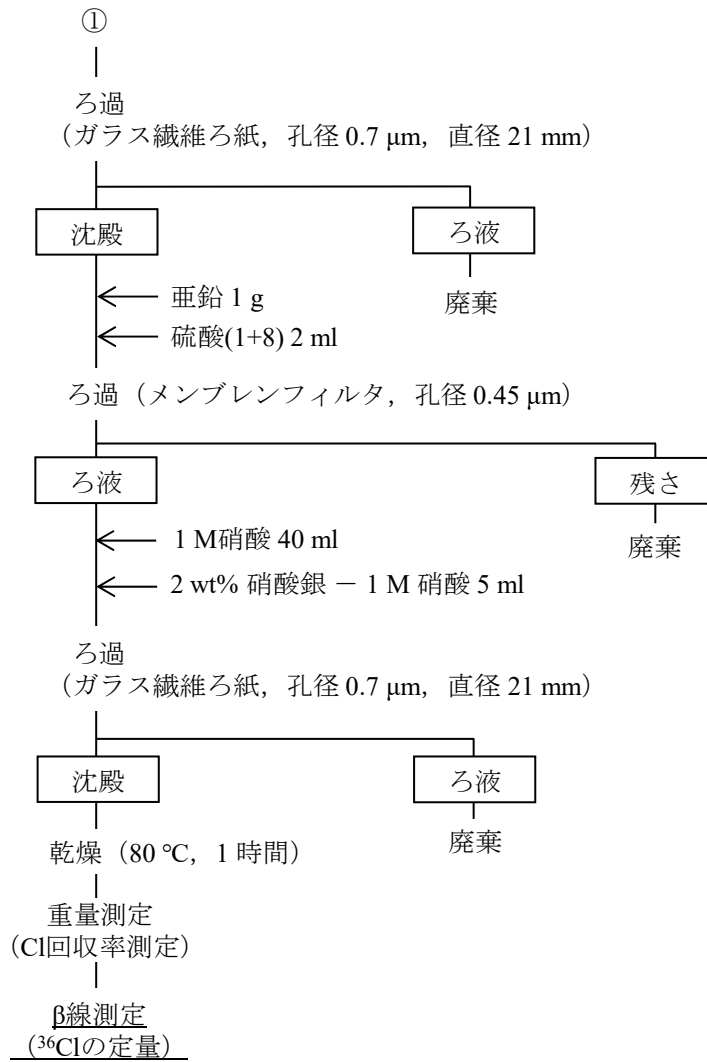 ①
ろ過
（ガラス繊維ろ紙，孔径 0.7 μm，直径 21 mm）
沈殿
ろ液
亜鉛 1 g
廃棄
硫酸(1+8) 2 ml
ろ過（メンブレンフィルタ，孔径 0.45 μm）
ろ液
残さ
1 M硝酸 40 ml
廃棄
2 wt% 硝酸銀 － 1 M 硝酸 5 ml
ろ過
（ガラス繊維ろ紙，孔径 0.7 μm，直径 21 mm）
沈殿
ろ液
乾燥（80 ℃，1 時間）
廃棄
重量測定
（Cl回収率測定）
β線測定
（³⁶Clの定量）